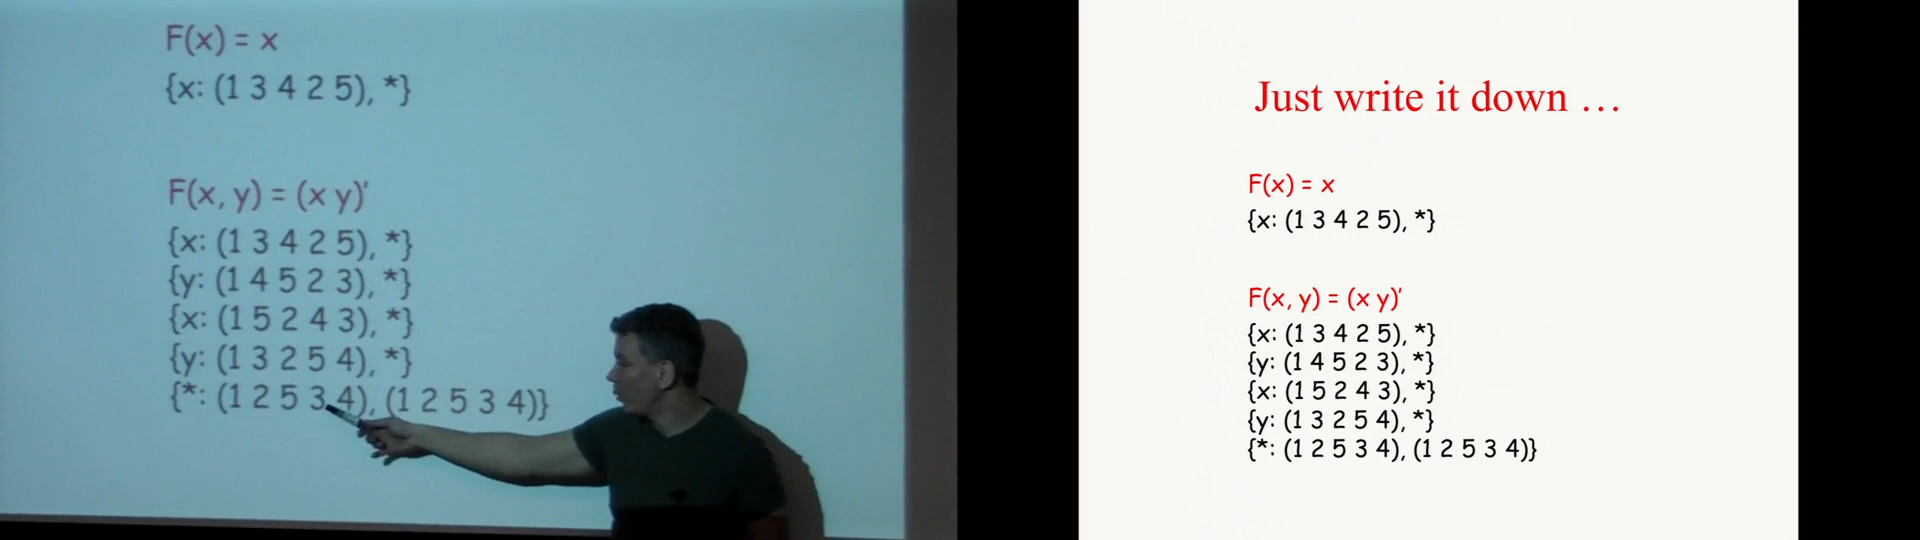 F(x) = x
{x: (1 3 4 2 5), *}
F(x, y) = (x y)'
{x: (1 3 4 2 5), *}
{y: (1 4 5 2 3), *}
{x: (1 5 2 4 3), *}
{y: (1 3 2 5 4), *}
{*: (1 2 5 3 4), (1 2 5 3 4)}
Just write it down …
F(x) = x
{x: (1 3 4 2 5), *}
F(x, y) = (x y)'
{x: (1 3 4 2 5), *}
{y: (1 4 5 2 3), *}
{x: (1 5 2 4 3), *}
{y: (1 3 2 5 4), *}
{*: (1 2 5 3 4), (1 2 5 3 4)}